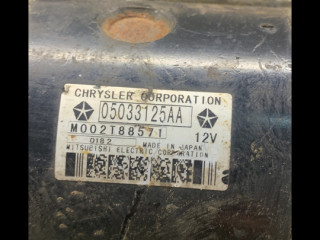 CHRYSLER CORPORATION
05033125AA
M002T88571 12V
0182 MADE IN JAPAN
MITSUBISHI ELECTRIC CORPORATION